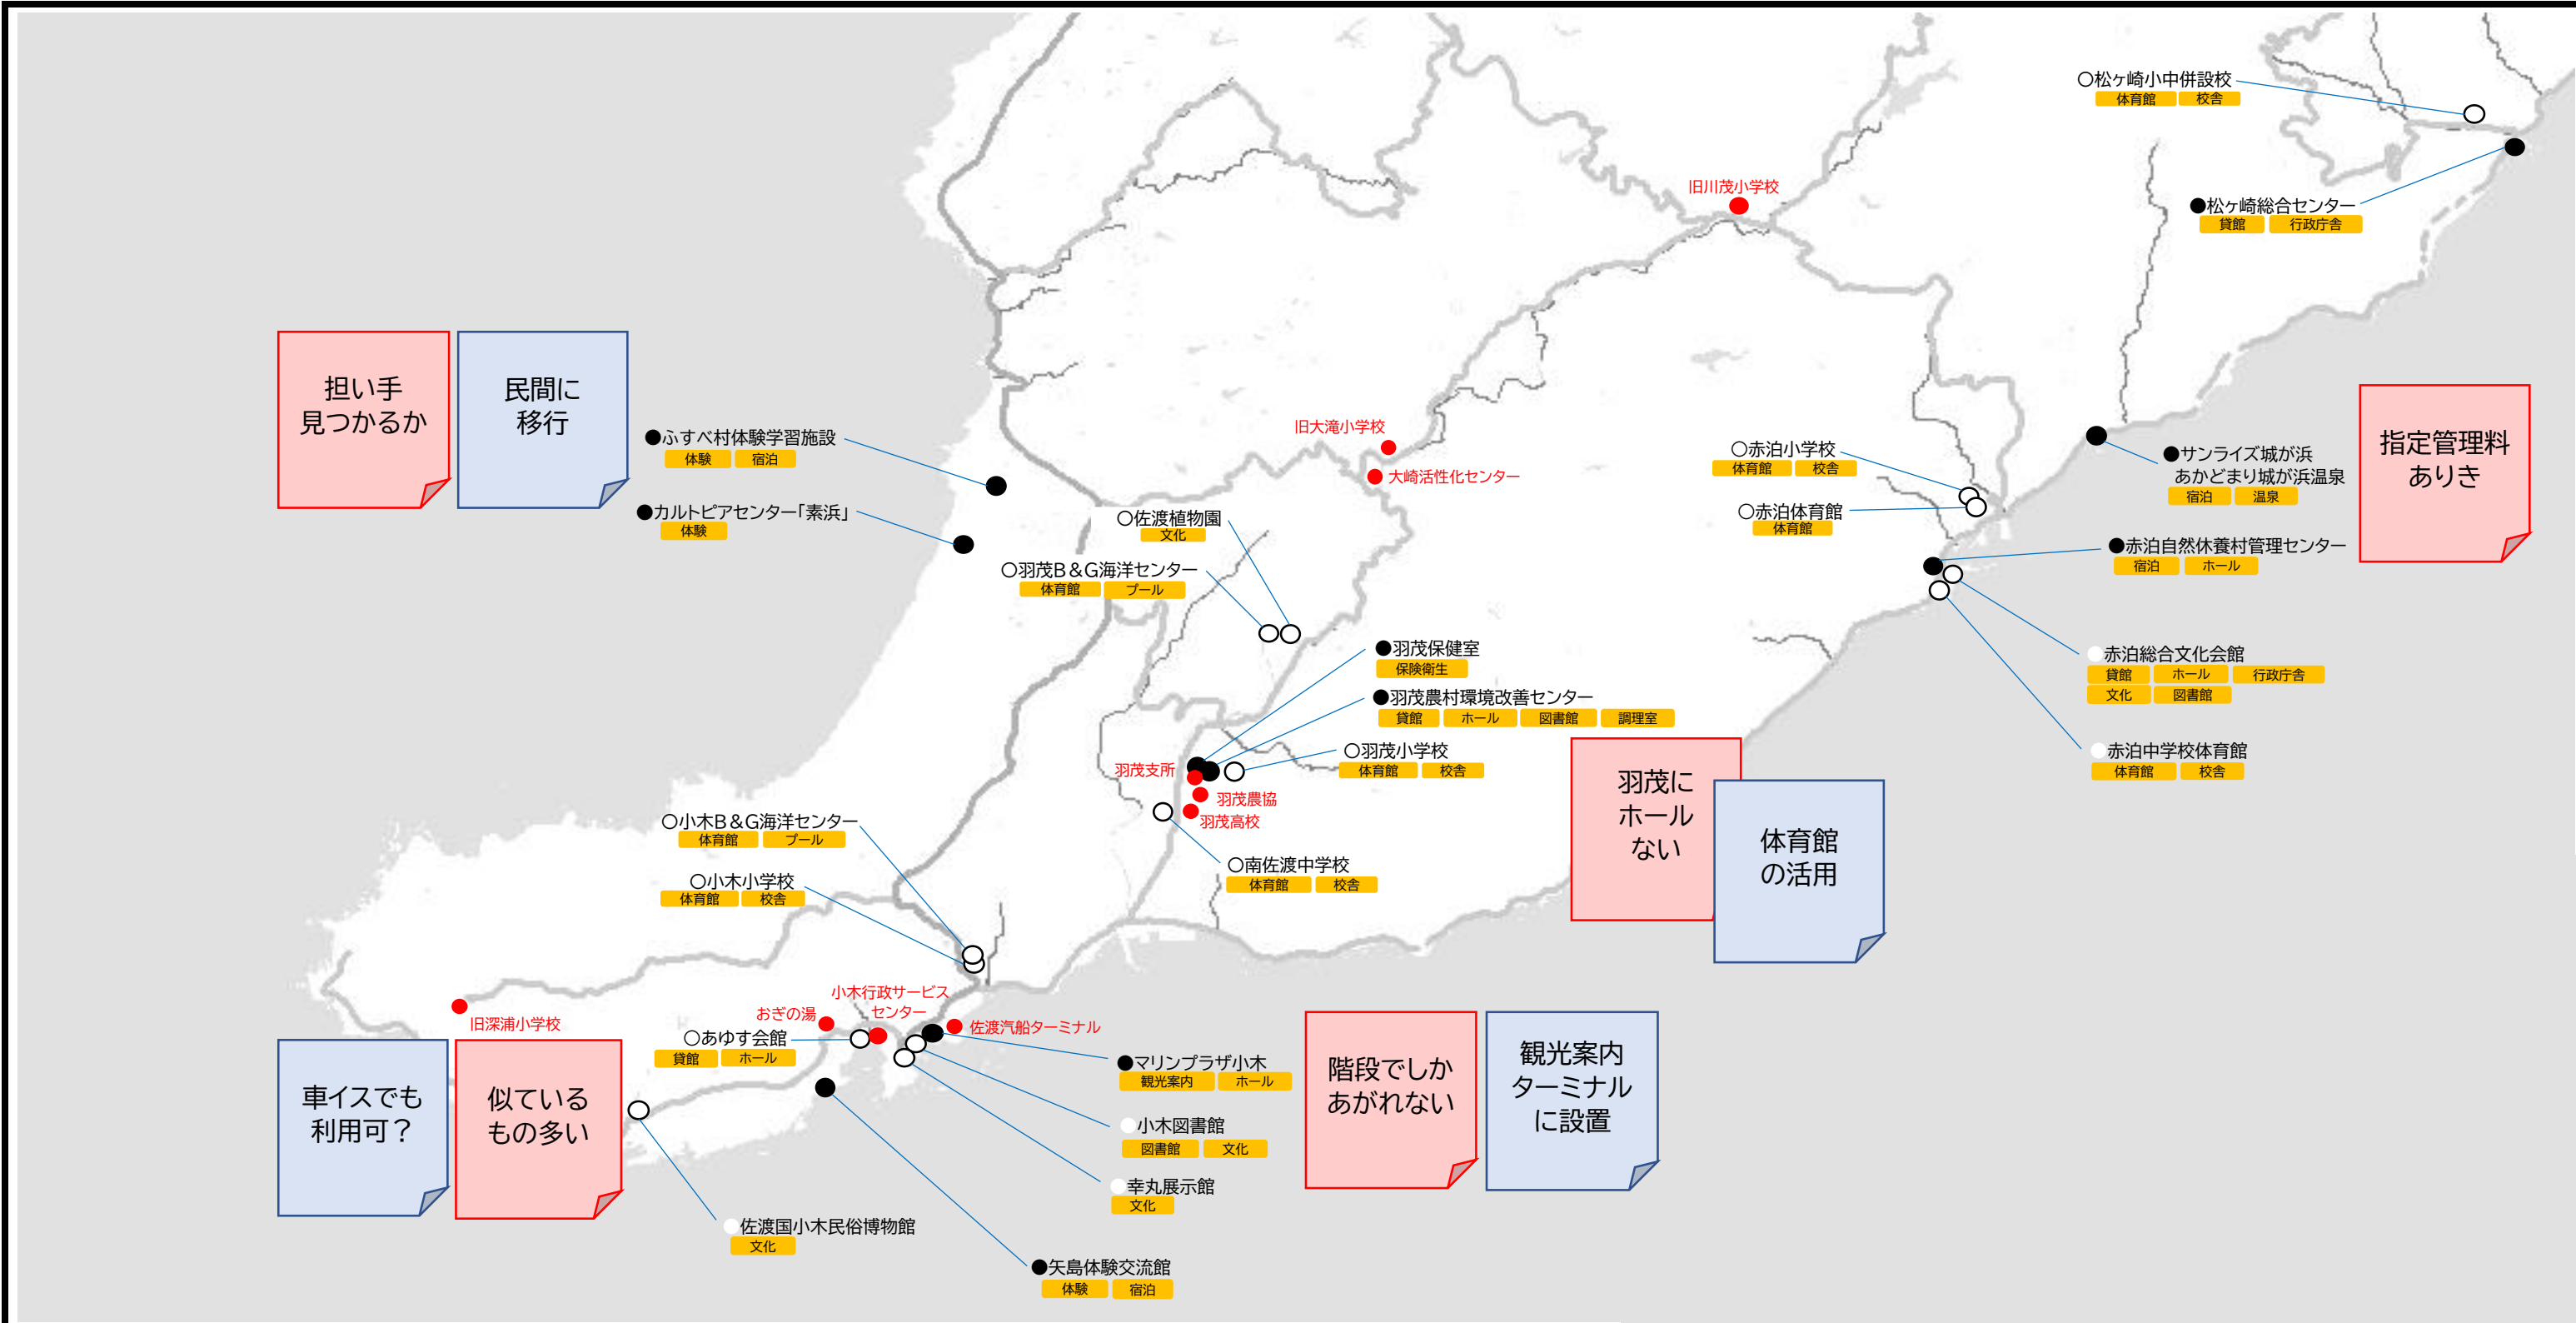 ○松ヶ崎小中併設校
体育館 校舎
旧川茂小学校
●松ヶ崎総合センター
貸館 行政庁舎
担い手
見つかるか
民間に
移行
●ふすべ村体験学習施設
体験 宿泊
●カルトピアセンター「素浜」
体験
旧大滝小学校
大崎活性化センター
○佐渡植物園
文化
○羽茂B&G海洋センター
体育館 プール
○赤泊小学校
体育館 校舎
○赤泊体育館
体育館
●サンライズ城が浜
あかどまり城が浜温泉
宿泊 温泉
指定管理料
ありき
●赤泊自然休養村管理センター
宿泊 ホール
●羽茂保健室
保険衛生
●羽茂農村環境改善センター
貸館 ホール 図書館 調理室
○羽茂小学校
体育館 校舎
羽茂支所
羽茂農協
羽茂高校
○南佐渡中学校
体育館 校舎
○赤泊総合文化会館
貸館 ホール 行政庁舎
文化 図書館
○赤泊中学校体育館
体育館 校舎
羽茂に
ホール
ない
体育館
の活用
○小木B&G海洋センター
体育館 プール
○小木小学校
体育館 校舎
旧深浦小学校
おぎの湯
小木行政サービス
センター
佐渡汽船ターミナル
○あゆす会館
貸館 ホール
車イスでも
利用可?
似ている
もの多い
●マリンプラザ小木
観光案内 ホール
○小木図書館
図書館 文化
○幸丸展示館
文化
階段でしか
あがれない
観光案内
ターミナル
に設置
○佐渡国小木民俗博物館
文化
●矢島体験交流館
体験 宿泊